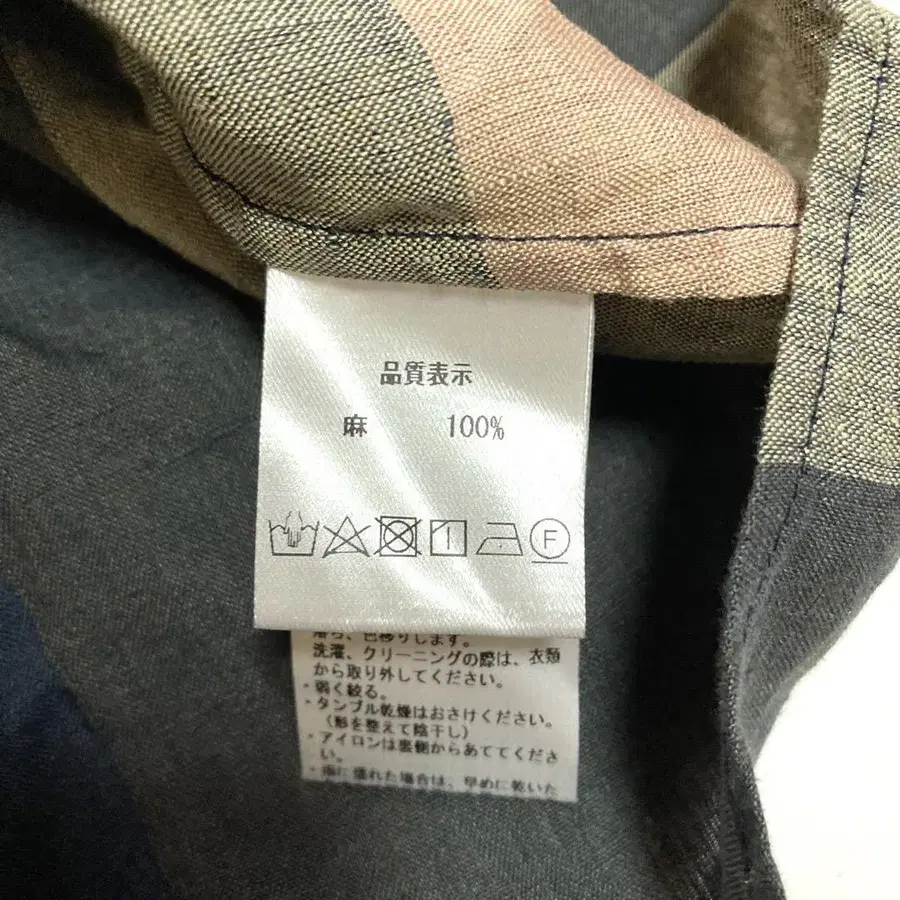 品質表示
麻 100%
F
落ち、色移りします。
洗濯、クリーニングの際は、衣類
から取り外してください。
・弱く絞る。
・タンブル乾燥はおさけください。
（形を整えて陰干し）
・アイロンは裏側からあててくださ
い。
・雨に濡れた場合は、早めに乾いた